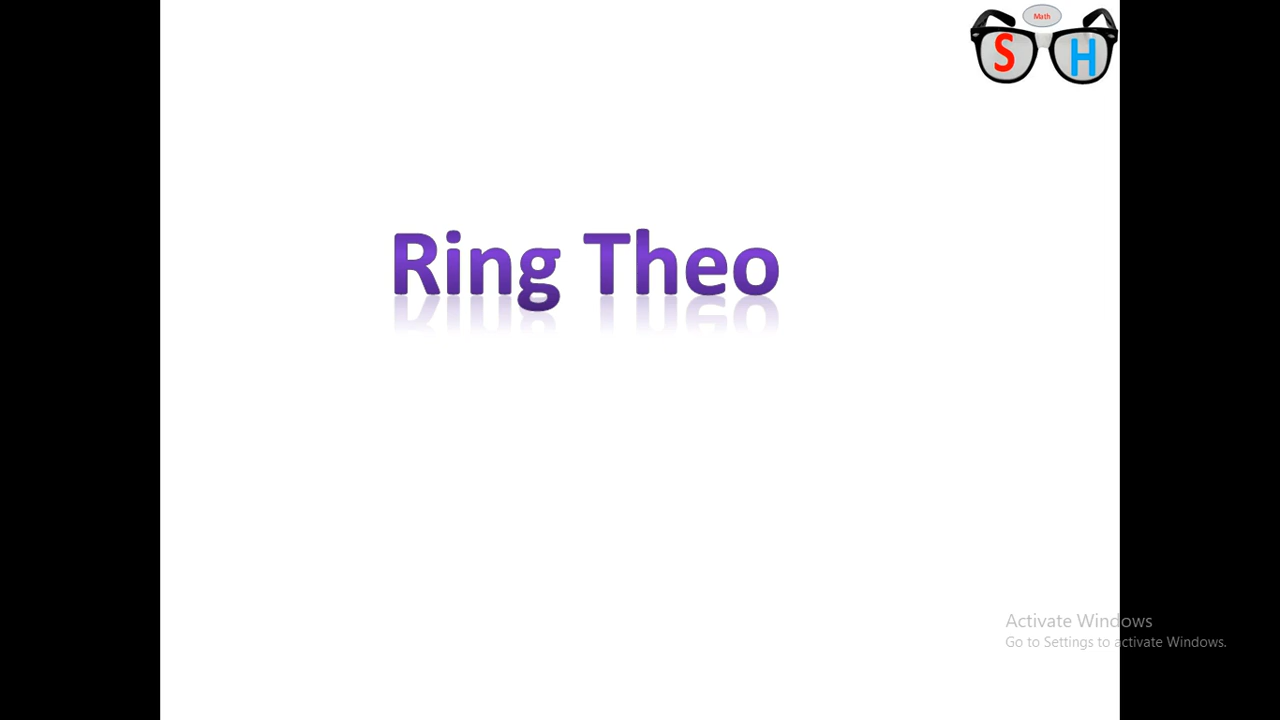 Math
S H
Ring Theo
Activate Windows
Go to Settings to activate Windows.